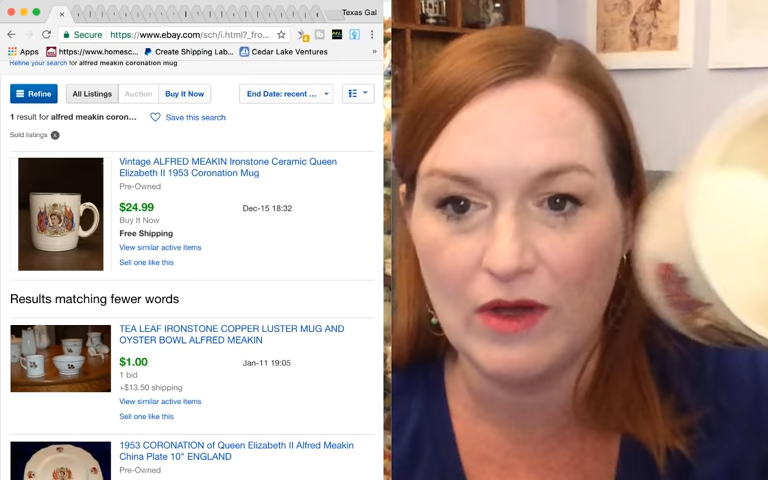 Texas Gal
Secure https://www.ebay.com/sch/i.html?_fro...
Apps https://www.homesc... Create Shipping Lab... Cedar Lake Ventures »
Refine your search for alfred meakin coronation mug
Refine All Listings Auction Buy It Now End Date: recent ...
1 result for alfred meakin coron... Save this search
Sold listings
Vintage ALFRED MEAKIN Ironstone Ceramic Queen
Elizabeth II 1953 Coronation Mug
Pre-Owned
$24.99 Dec-15 18:32
Buy It Now
Free Shipping
View similar active items
Sell one like this
Results matching fewer words
TEA LEAF IRONSTONE COPPER LUSTER MUG AND
OYSTER BOWL ALFRED MEAKIN
$1.00 Jan-11 19:05
1 bid
+$13.50 shipping
View similar active items
Sell one like this
1953 CORONATION of Queen Elizabeth II Alfred Meakin
China Plate 10" ENGLAND
Pre-Owned